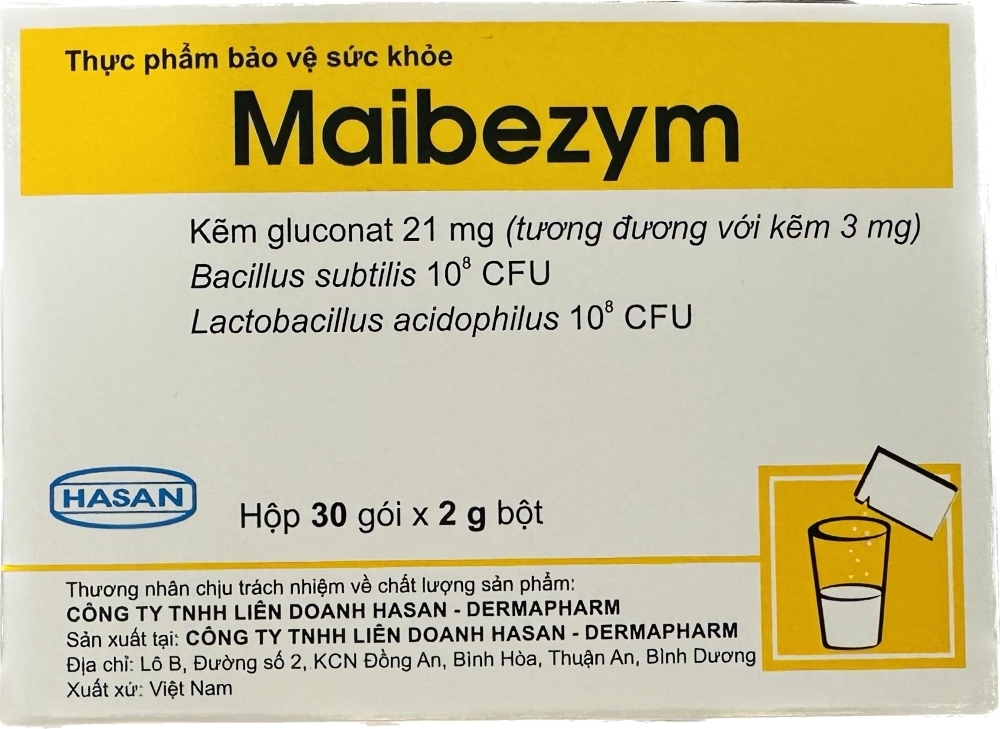 Thực phẩm bảo vệ sức khỏe
Maibezym
Kẽm gluconat 21 mg (tương đương với kẽm 3 mg)
Bacillus subtilis 10⁸ CFU
Lactobacillus acidophilus 10⁸ CFU
HASAN
Hộp 30 gói x 2 g bột
Thương nhân chịu trách nhiệm về chất lượng sản phẩm:
CÔNG TY TNHH LIÊN DOANH HASAN - DERMAPHARM
Sản xuất tại: CÔNG TY TNHH LIÊN DOANH HASAN - DERMAPHARM
Địa chỉ: Lô B, Đường số 2, KCN Đồng An, Bình Hòa, Thuận An, Bình Dương
Xuất xứ: Việt Nam